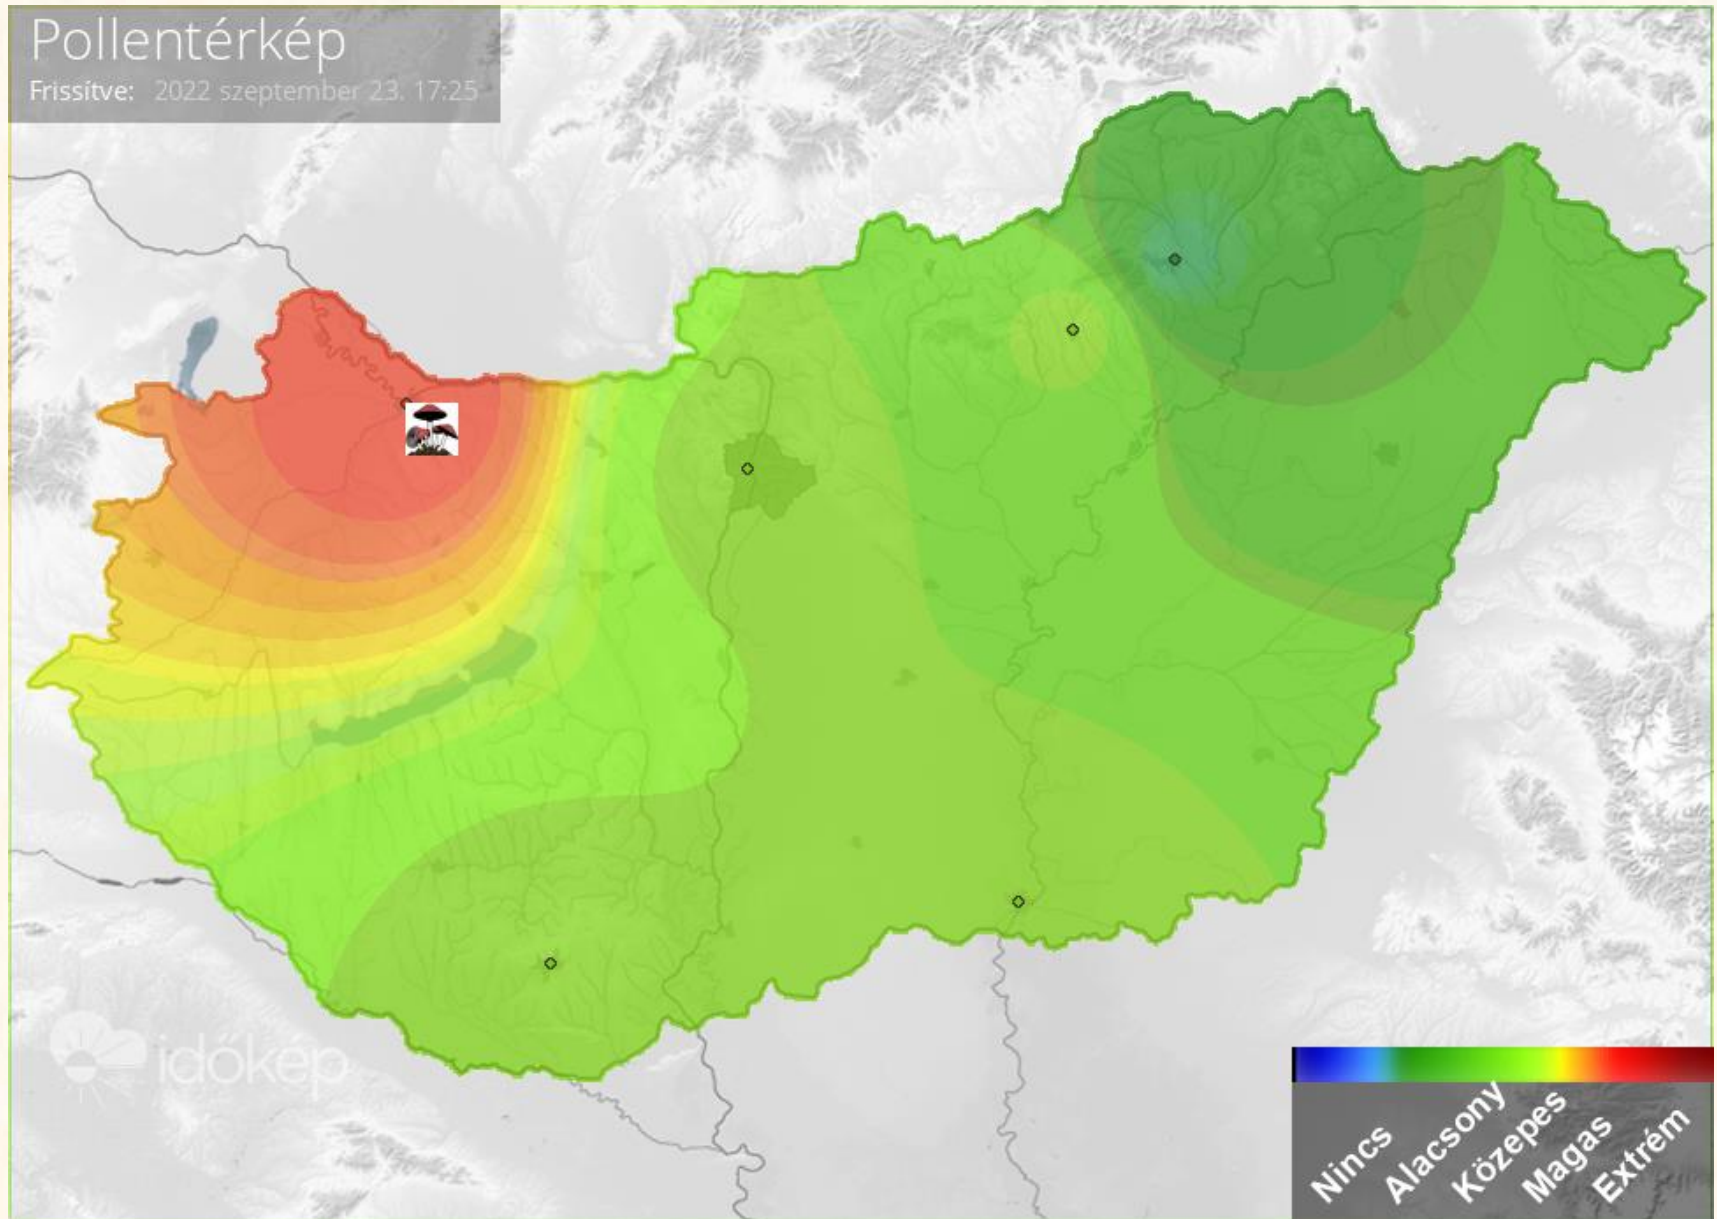 Pollentérkép
Frissítve: 2022 szeptember 23. 17:25
időkép
Nincs
Alacsony
Közepes
Magas
Extrém